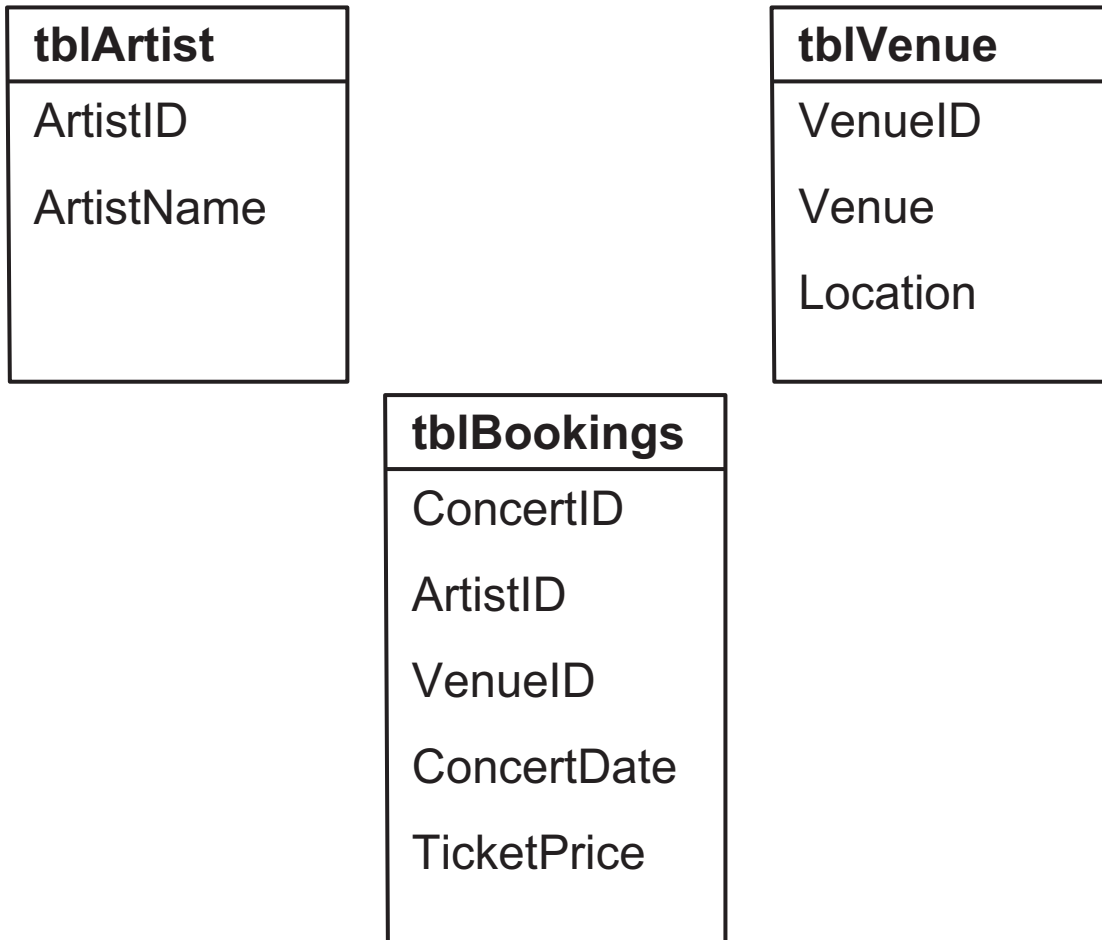 tblArtist
ArtistID
ArtistName
tblVenue
VenueID
Venue
Location
tblBookings
ConcertID
ArtistID
VenueID
ConcertDate
TicketPrice